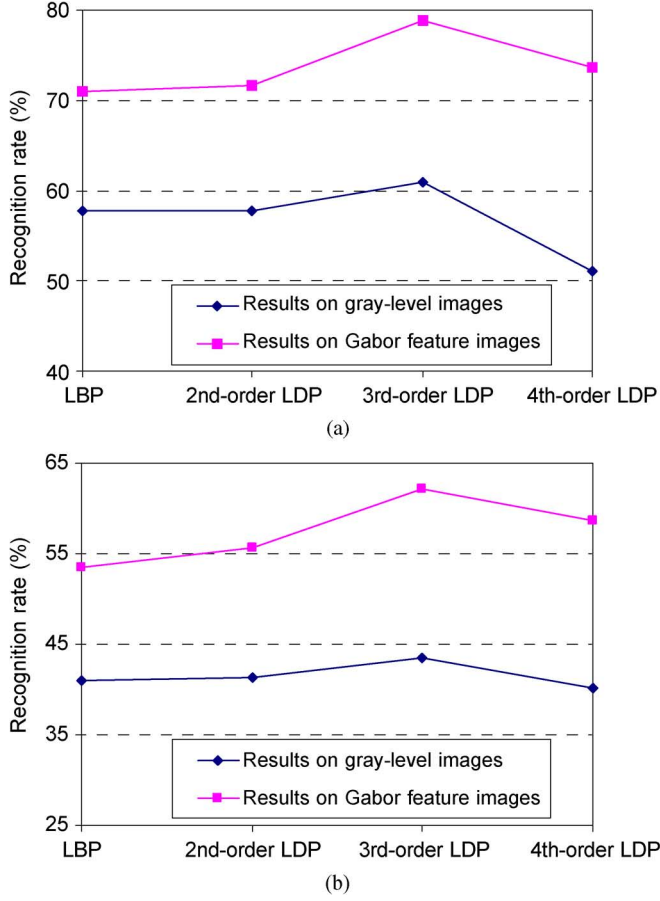 80
70
60
50
40
Recognition rate (%)
Results on gray-level images
Results on Gabor feature images
LBP 2nd-order LDP 3rd-order LDP 4th-order LDP
(a)
65
55
45
35
25
Recognition rate (%)
Results on gray-level images
Results on Gabor feature images
LBP 2nd-order LDP 3rd-order LDP 4th-order LDP
(b)